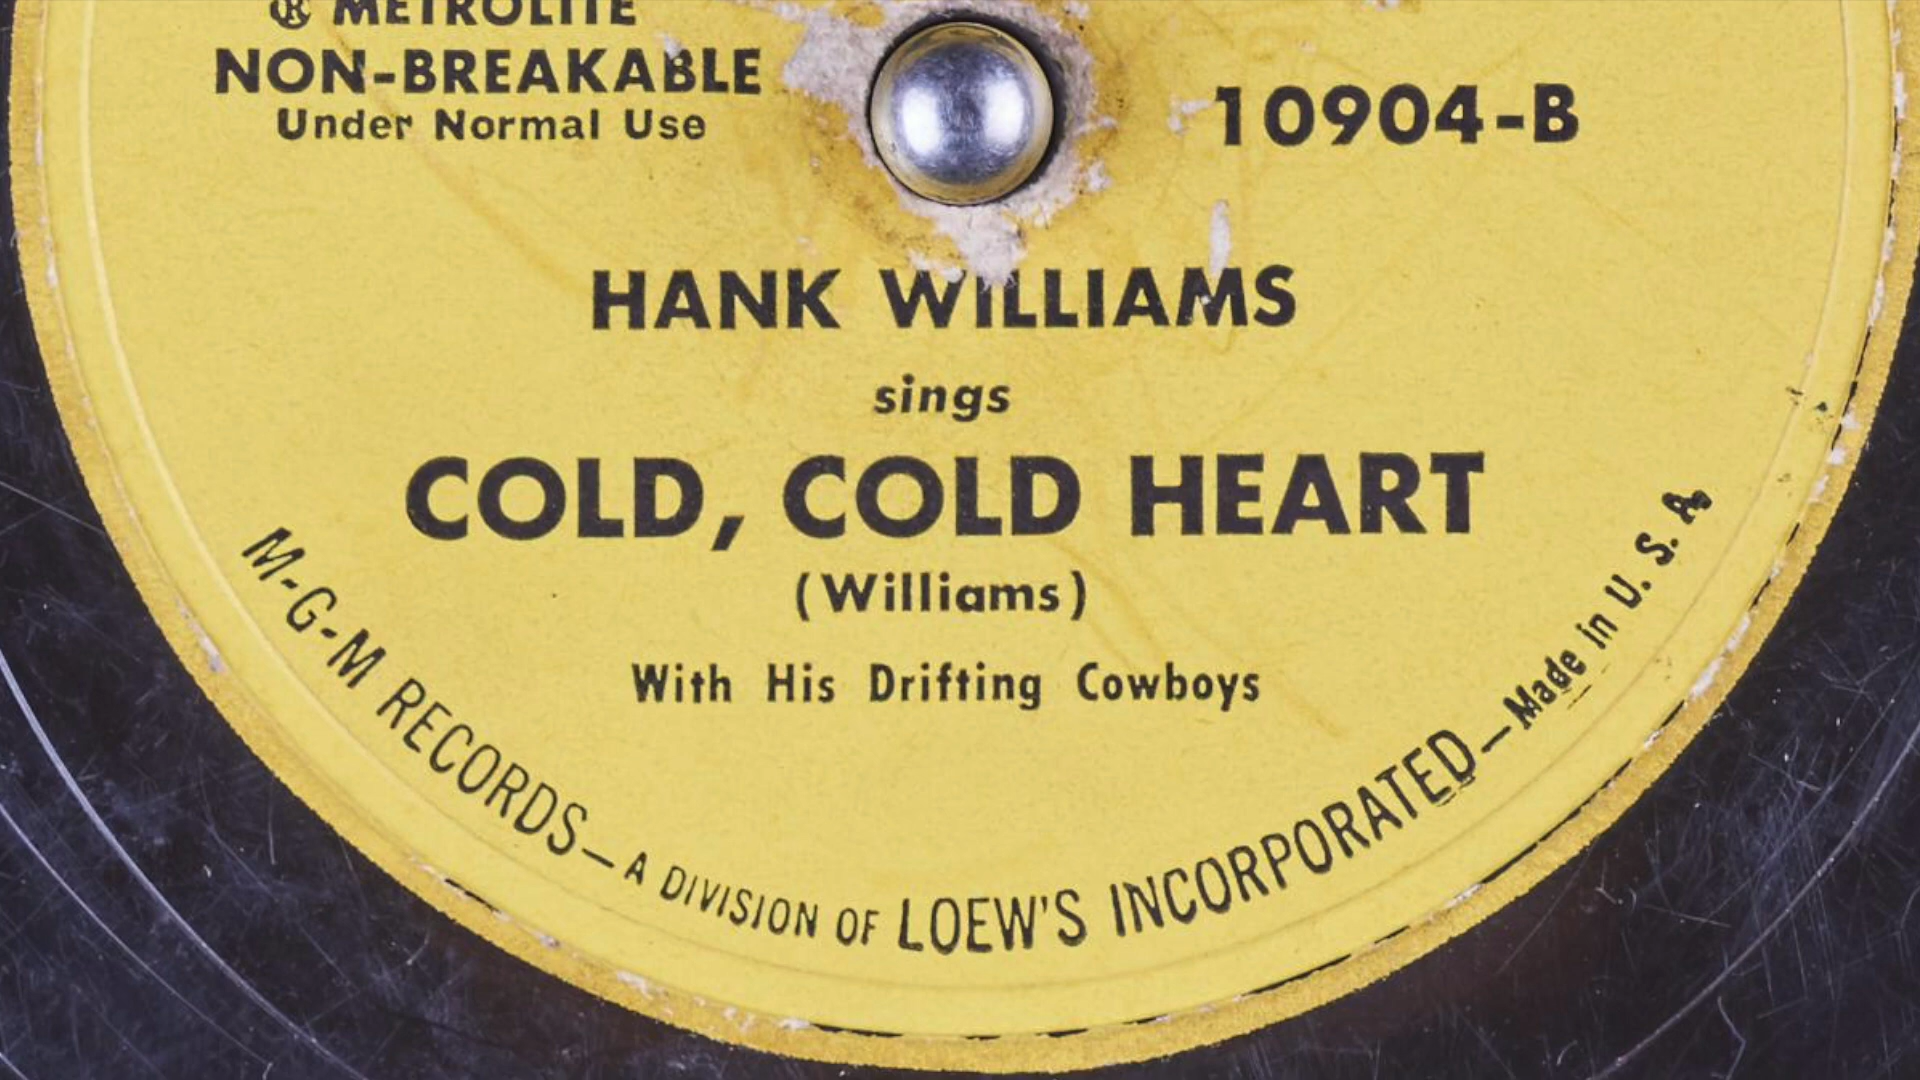 ® METROLITE
NON-BREAKABLE
Under Normal Use
10904-B
HANK WILLIAMS
sings
COLD, COLD HEART
(Williams)
With His Drifting Cowboys
M-G-M RECORDS—A DIVISION OF LOEW'S INCORPORATED—Made in U. S. A.